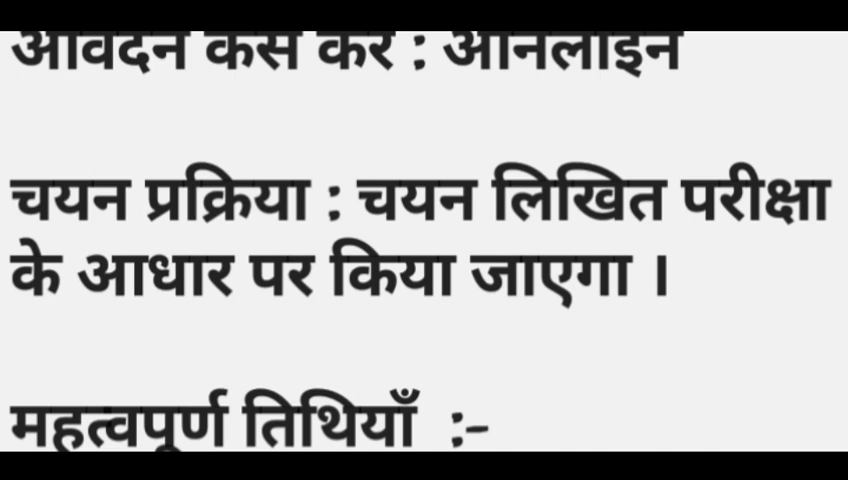 आवेदन कैसे करें : ऑनलाइन
चयन प्रक्रिया : चयन लिखित परीक्षा
के आधार पर किया जाएगा ।
महत्वपूर्ण तिथियाँ :-